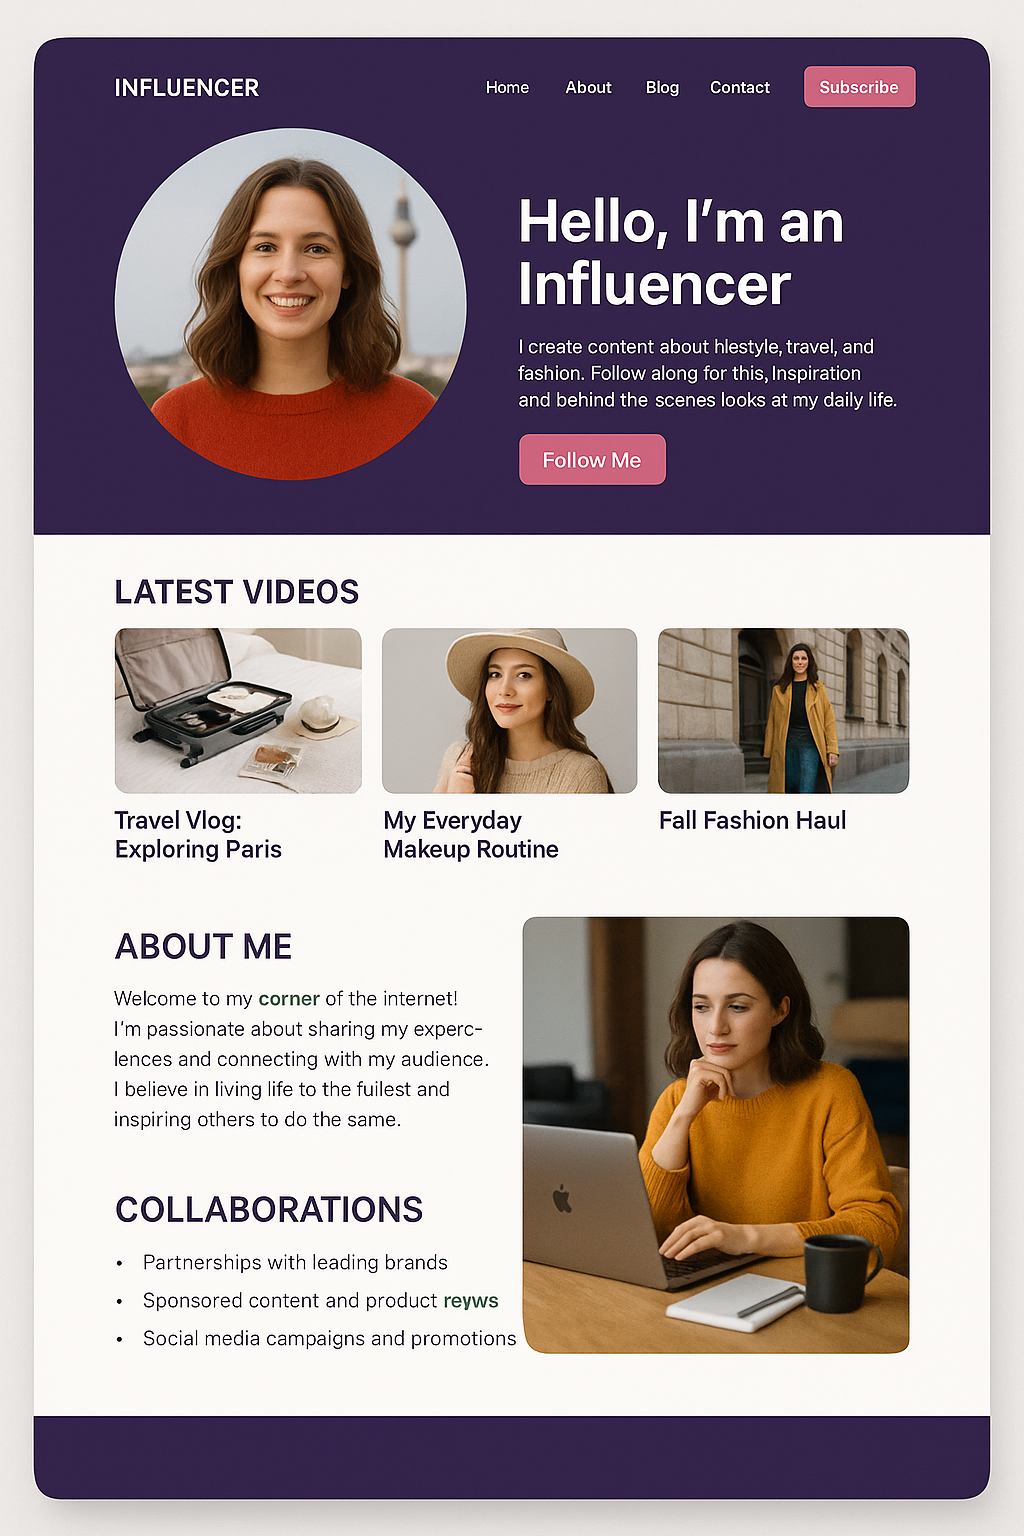 INFLUENCER
Home About Blog Contact Subscribe
Hello, I'm an
Influencer
I create content about hlestyle, travel, and
fashion. Follow along for this, Inspiration
and behind the scenes looks at my daily life.
Follow Me
LATEST VIDEOS
Travel Vlog:
Exploring Paris
My Everyday
Makeup Routine
Fall Fashion Haul
ABOUT ME
Welcome to my corner of the internet!
I'm passionate about sharing my experc-
lences and connecting with my audience.
I believe in living life to the fuilest and
inspiring others to do the same.
COLLABORATIONS
• Partnerships with leading brands
• Sponsored content and product reyws
• Social media campaigns and promotions